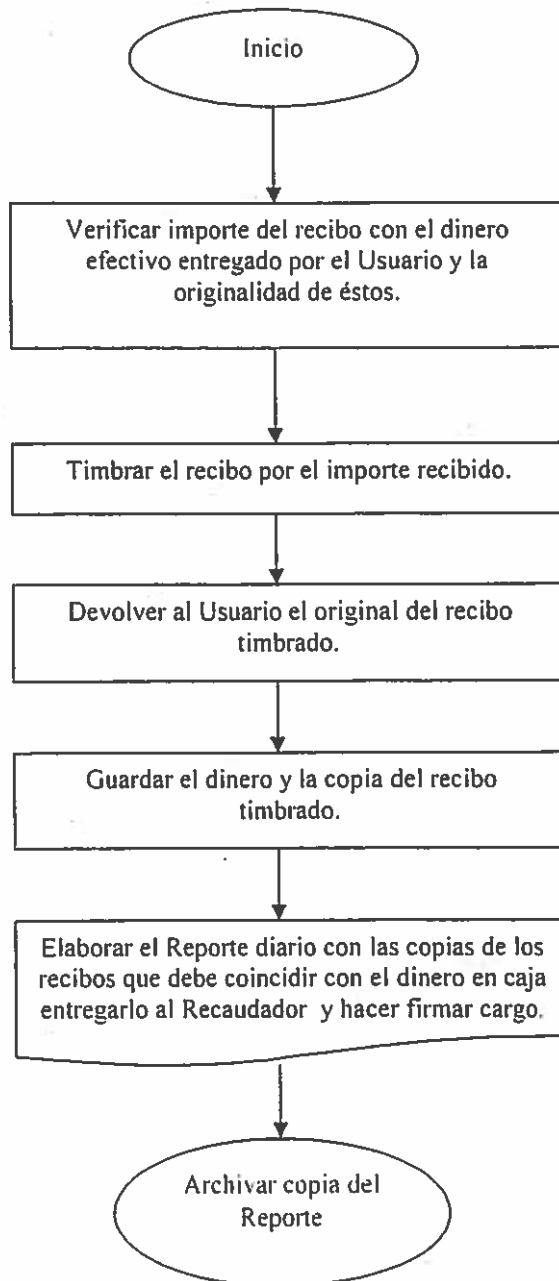 Inicio
Verificar importe del recibo con el dinero
efectivo entregado por el Usuario y la
originalidad de éstos.
Timbrar el recibo por el importe recibido.
Devolver al Usuario el original del recibo
timbrado.
Guardar el dinero y la copia del recibo
timbrado.
Elaborar el Reporte diario con las copias de los
recibos que debe coincidir con el dinero en caja
entregarlo al Recaudador y hacer firmar cargo.
Archivar copia del
Reporte